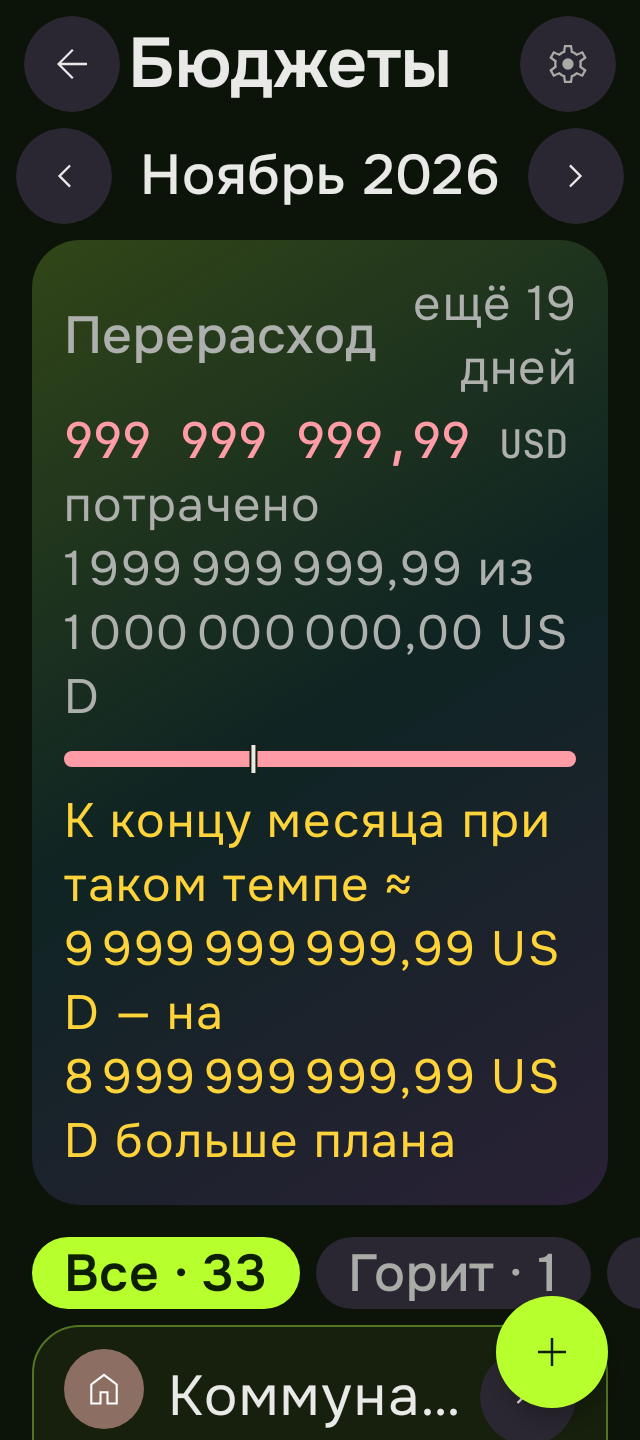 Бюджеты
Ноябрь 2026
Перерасход
ещё 19
дней
999 999 999,99 USD
потрачено
1 999 999 999,99 из
1 000 000 000,00 US
D
К концу месяца при
таком темпе ≈
9 999 999 999,99 US
D — на
8 999 999 999,99 US
D больше плана
Все · 33
Горит · 1
Коммуна...